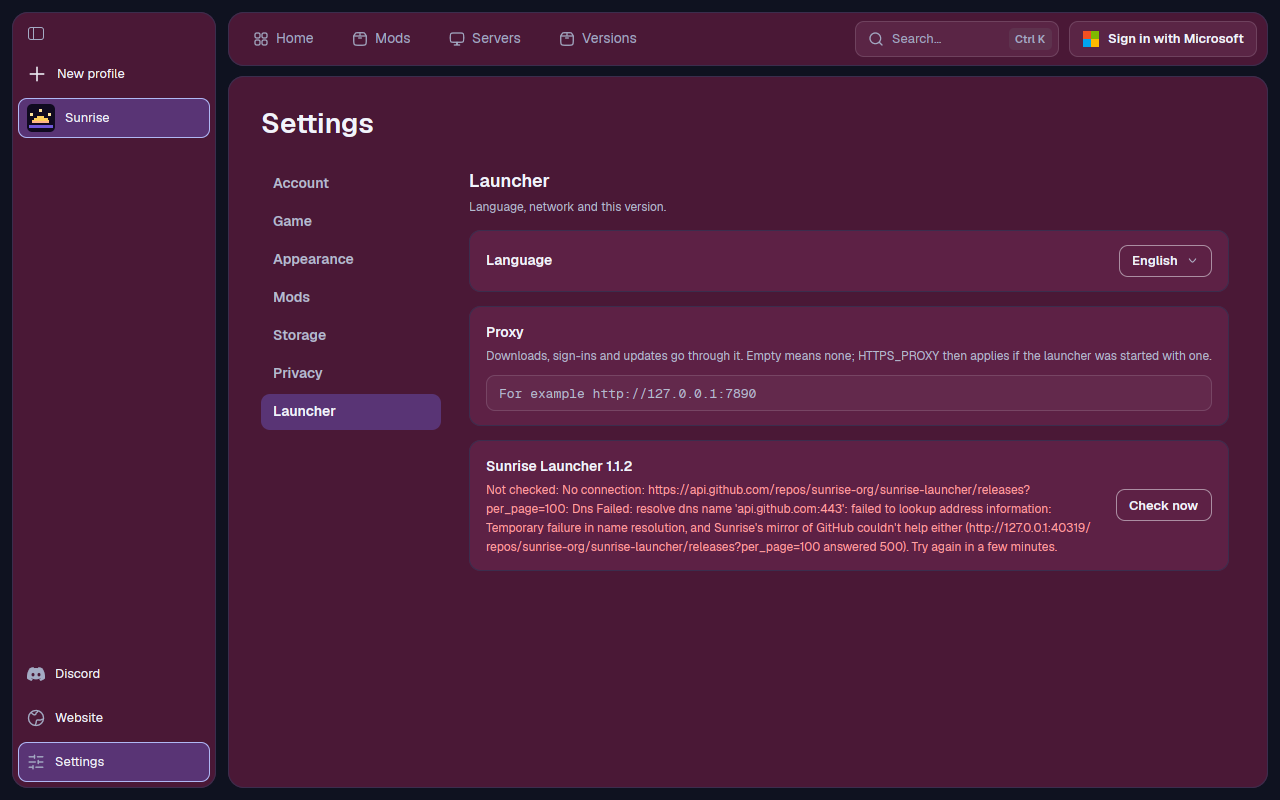 New profile
Sunrise
Discord
Website
Settings
Home
Mods
Servers
Versions
Search...
Ctrl K
Sign in with Microsoft
Settings
Account
Game
Appearance
Mods
Storage
Privacy
Launcher
Launcher
Language, network and this version.
Language
English
Proxy
Downloads, sign-ins and updates go through it. Empty means none; HTTPS_PROXY then applies if the launcher was started with one.
For example http://127.0.0.1:7890
Sunrise Launcher 1.1.2
Not checked: No connection: https://api.github.com/repos/sunrise-org/sunrise-launcher/releases?
per_page=100: Dns Failed: resolve dns name 'api.github.com:443': failed to lookup address information:
Temporary failure in name resolution, and Sunrise's mirror of GitHub couldn't help either (http://127.0.0.1:40319/
repos/sunrise-org/sunrise-launcher/releases?per_page=100 answered 500). Try again in a few minutes.
Check now